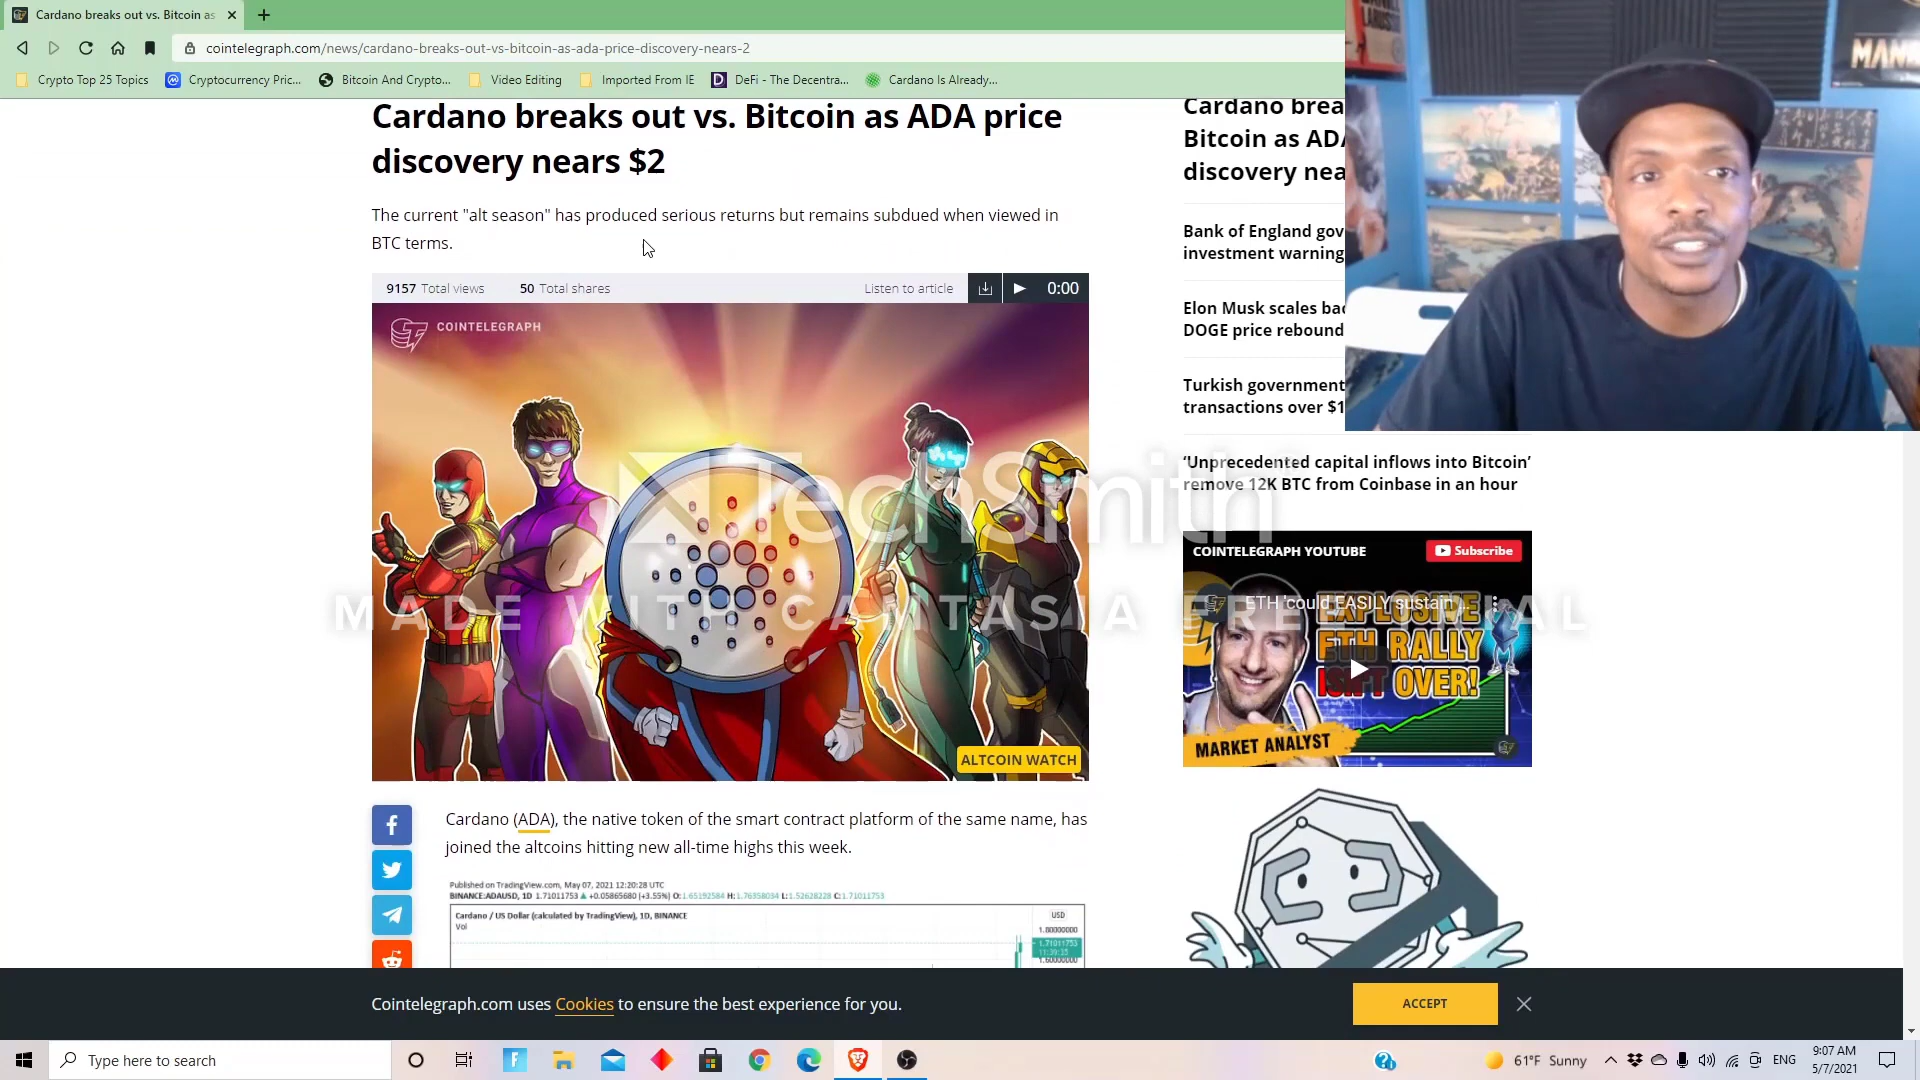 Cardano breaks out vs. Bitcoin as
cointelegraph.com/news/cardano-breaks-out-vs-bitcoin-as-ada-price-discovery-nears-2
Crypto Top 25 Topics
Cryptocurrency Pric...
Bitcoin And Crypto...
Video Editing
Imported From IE
DeFi - The Decentra...
Cardano Is Already...
Cardano breaks out vs. Bitcoin as ADA price
discovery nears $2
The current "alt season" has produced serious returns but remains subdued when viewed in
BTC terms.
9157 Total views
50 Total shares
Listen to article
0:00
COINTELEGRAPH
ALTCOIN WATCH
TechSmith
MADE WITH CAMTASIA FREE TRIAL
Cardano (ADA), the native token of the smart contract platform of the same name, has
joined the altcoins hitting new all-time highs this week.
Published on TradingView.com, May 07, 2021 12:20:28 UTC
BINANCE:ADAUSD, 1D 1.71011753 ▲ +0.05865680 (+3.55%) O:1.65192584 H:1.76358034 L:1.52628228 C:1.71011753
Cardano / US Dollar (calculated by TradingView), 1D, BINANCE
Vol
USD
1.80000000
1.71011753
11:39:35
1.60000000
Cardano brea
Bitcoin as AD
discovery nea
Bank of England gov
investment warning
Elon Musk scales bac
DOGE price rebound
Turkish government
transactions over $1
‘Unprecedented capital inflows into Bitcoin’
remove 12K BTC from Coinbase in an hour
COINTELEGRAPH YOUTUBE
Subscribe
ETH 'could EASILY sustain ...
EXPLOSIVE
ETH RALLY
ISN'T OVER!
MARKET ANALYST
MAN
Cointelegraph.com uses Cookies to ensure the best experience for you.
ACCEPT
Type here to search
61°F Sunny
ENG
9:07 AM
5/7/2021